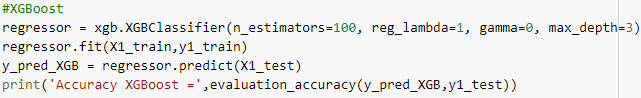 #XGBoost
regressor = xgb.XGBClassifier(n_estimators=100, reg_lambda=1, gamma=0, max_depth=3)
regressor.fit(X1_train,y1_train)
y_pred_XGB = regressor.predict(X1_test)
print('Accuracy XGBoost =',evaluation_accuracy(y_pred_XGB,y1_test))